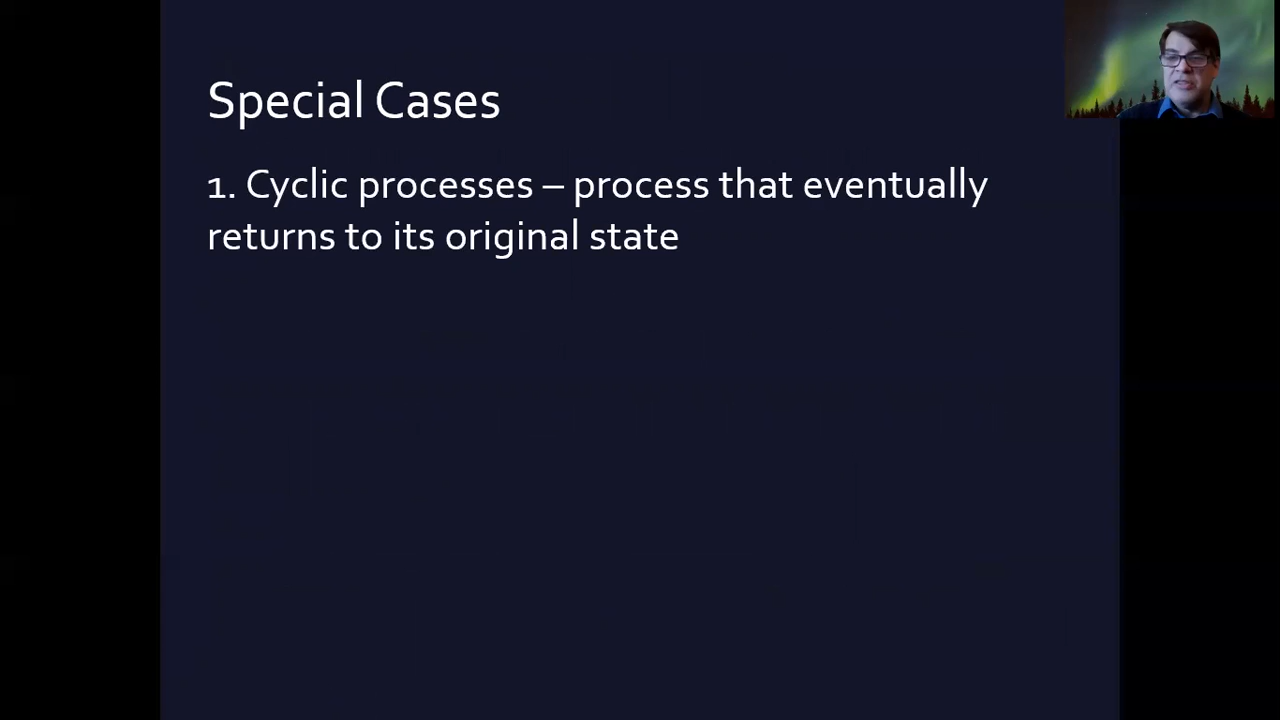 Special Cases
1. Cyclic processes – process that eventually
returns to its original state